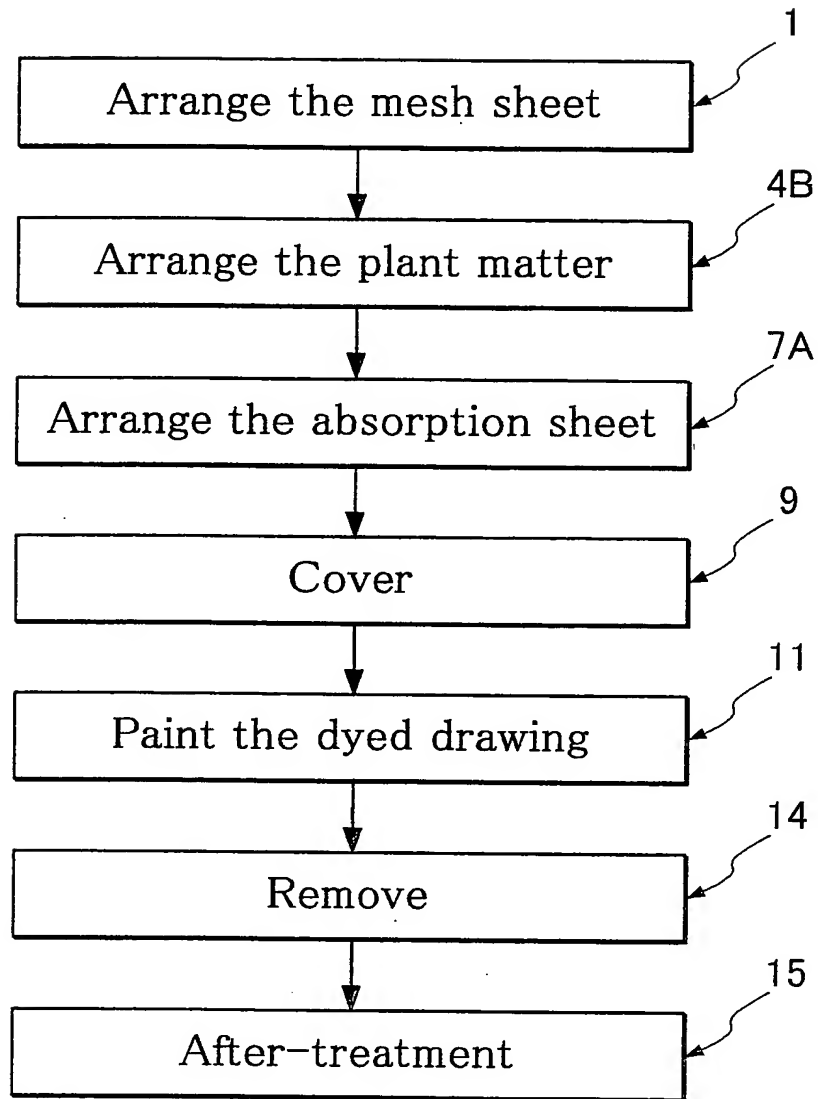 1
Arrange the mesh sheet
4B
Arrange the plant matter
7A
Arrange the absorption sheet
9
Cover
11
Paint the dyed drawing
14
Remove
15
After-treatment